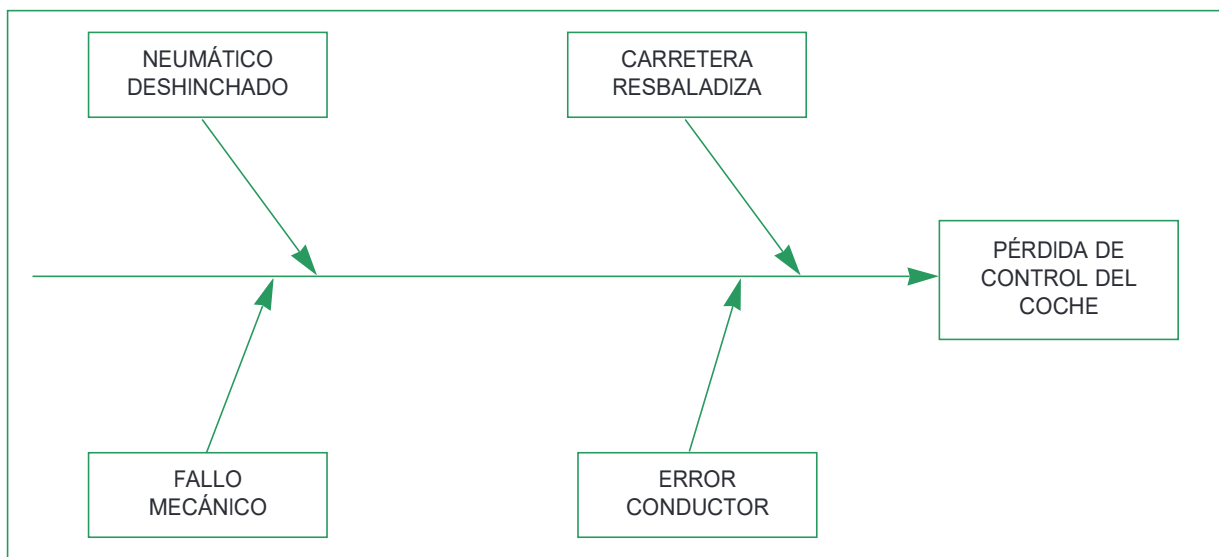 NEUMÁTICO
DESHINCHADO
CARRETERA
RESBALADIZA
PÉRDIDA DE
CONTROL DEL
COCHE
FALLO
MECÁNICO
ERROR
CONDUCTOR